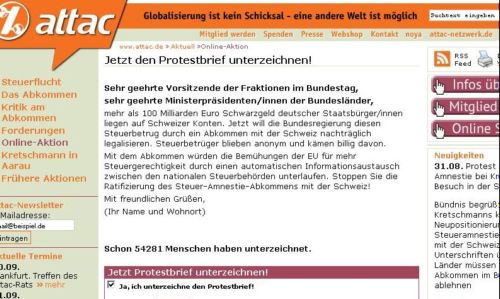 attac
Globalisierung ist kein Schicksal - eine andere Welt ist möglich
Suchtext eingeben
Mitglied werden Spenden Presse Webshop Kontakt attac-netzwerk.de
www.attac.de » Aktuell »Online-Aktion
Jetzt den Protestbrief unterzeichnen!
Steuerflucht
Das Abkommen
Kritik am
Abkommen
Forderungen
Online-Aktion
Kretschmann in
Aarau
Frühere Aktionen
attac-Newsletter
Mailadresse:
ail@beispiel.de
intragen
ktuelle Termine
0.09.
ankfurt. Treffen des
tac-Rats » mehr
1.09.
Sehr geehrte Vorsitzende der Fraktionen im Bundestag,
sehr geehrte Ministerpräsidenten/innen der Bundesländer,
mehr als 100 Milliarden Euro Schwarzgeld deutscher Staatsbürger/innen
liegen auf Schweizer Konten. Jetzt will die Bundesregierung diesen
Steuerbetrug durch ein Abkommen mit der Schweiz nachträglich
legalisieren. Steuerbetrüger blieben anonym und kämen billig davon.
Mit dem Abkommen würden die Bemühungen der EU für mehr
Steuergerechtigkeit durch einen automatischen Informationsaustausch
zwischen den nationalen Steuerbehörden unterlaufen. Stoppen Sie die
Ratifizierung des Steuer-Amnestie-Abkommens mit der Schweiz!
Mit freundlichen Grüßen,
(Ihr Name und Wohnort)
Schon 54281 Menschen haben unterzeichnet.
Jetzt Protestbrief unterzeichnen!
Ja, ich unterzeichne den Protestbrief!
RSS
Feed
Infos üb
Mitglied
Online S
Neuigkeiten
31.08. Protest
Amnestie bei Kr
Besuch in der S
Bündnis begrüß
Kretschmanns k
Neupositionieru
Steueramnestie-
mit der Schweiz
Unterschriften ü
Länder müssen
Abkommen im B
ablehnen